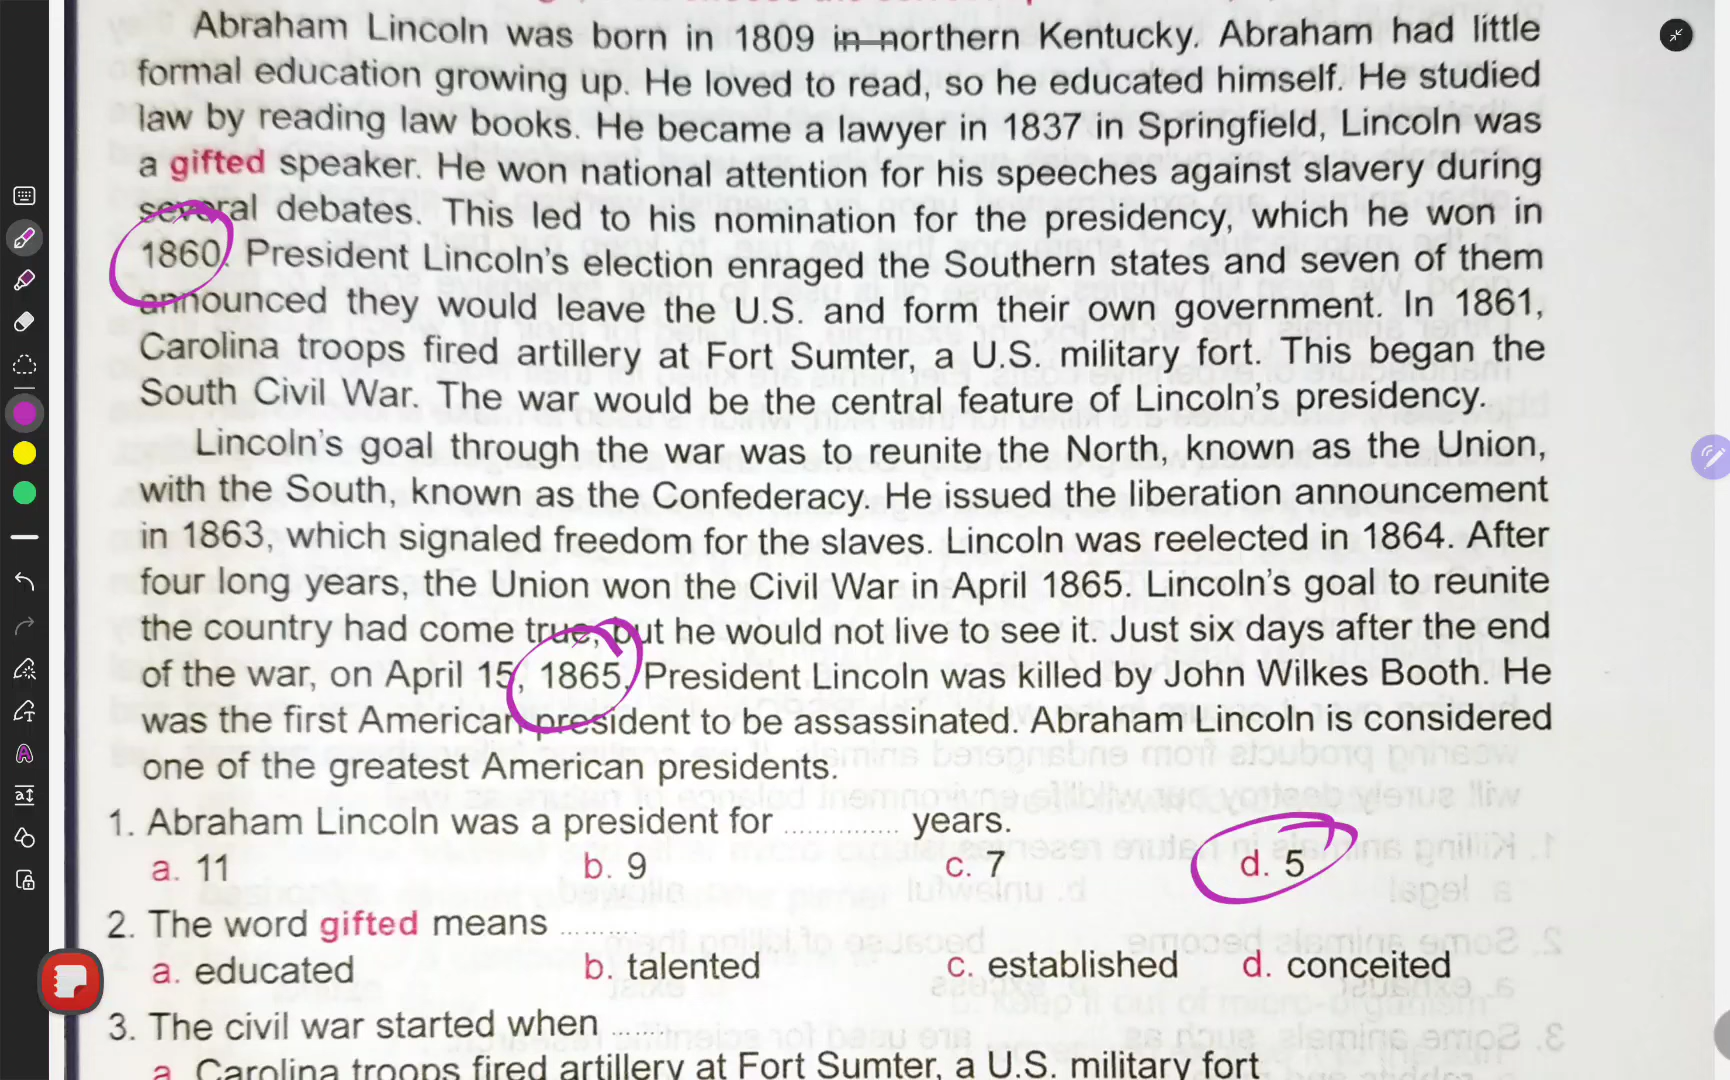 Abraham Lincoln was born in 1809 in northern Kentucky. Abraham had little
formal education growing up. He loved to read, so he educated himself. He studied
law by reading law books. He became a lawyer in 1837 in Springfield, Lincoln was
a gifted speaker. He won national attention for his speeches against slavery during
several debates. This led to his nomination for the presidency, which he won in
1860. President Lincoln's election enraged the Southern states and seven of them
announced they would leave the U.S. and form their own government. In 1861,
Carolina troops fired artillery at Fort Sumter, a U.S. military fort. This began the
South Civil War. The war would be the central feature of Lincoln's presidency.
Lincoln's goal through the war was to reunite the North, known as the Union,
with the South, known as the Confederacy. He issued the liberation announcement
in 1863, which signaled freedom for the slaves. Lincoln was reelected in 1864. After
four long years, the Union won the Civil War in April 1865. Lincoln's goal to reunite
the country had come true, but he would not live to see it. Just six days after the end
of the war, on April 15, 1865, President Lincoln was killed by John Wilkes Booth. He
was the first American president to be assassinated. Abraham Lincoln is considered
one of the greatest American presidents.
1. Abraham Lincoln was a president for .............. years.
a. 11 b. 9 c. 7 d. 5
2. The word gifted means ..........
a. educated b. talented c. established d. conceited
3. The civil war started when ..........
a. Carolina troops fired artillery at Fort Sumter, a U.S. military fort